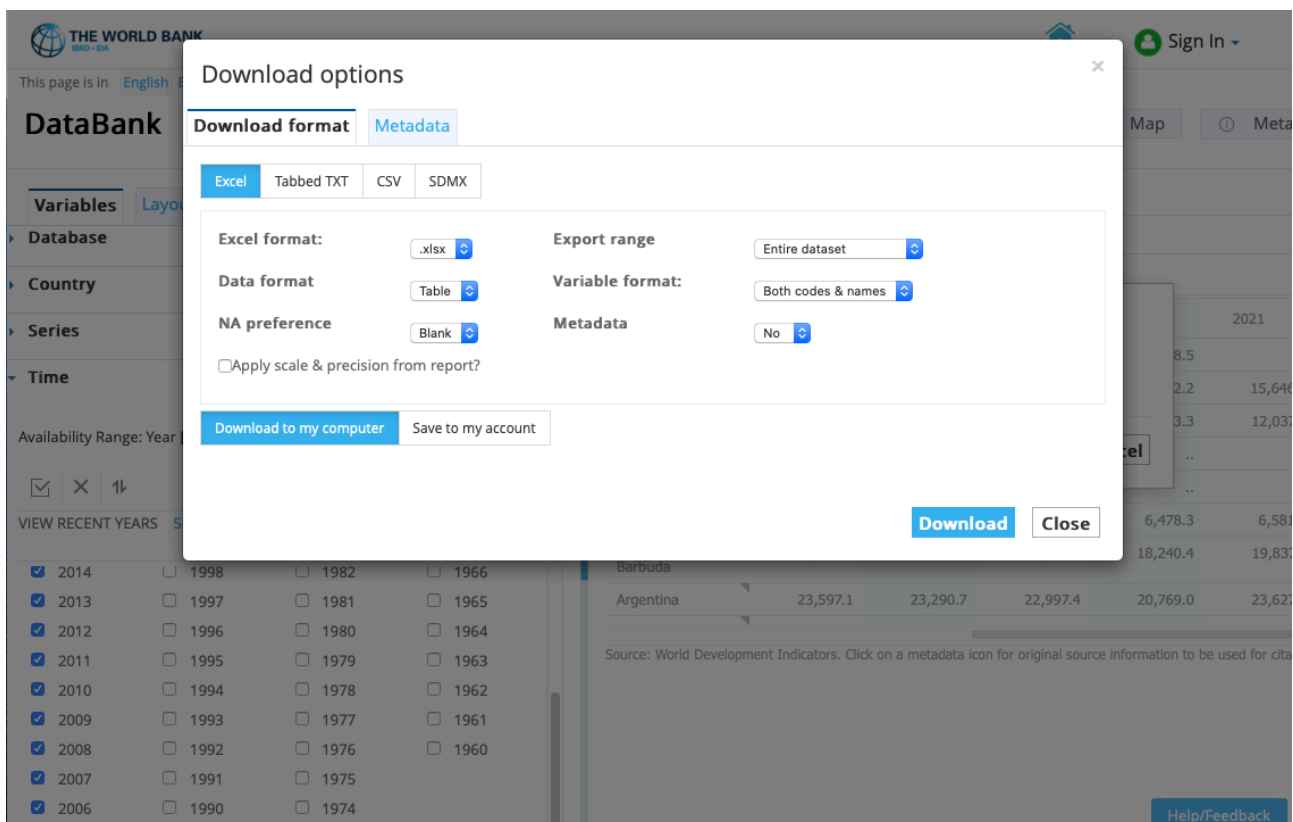 THE WORLD BANK
IBRD • IDA
Sign In
This page is in English
DataBank
Map
Meta
Download options
×
Download format
Metadata
Excel
Tabbed TXT
CSV
SDMX
Excel format:
.xlsx
Export range
Entire dataset
Data format
Table
Variable format:
Both codes & names
NA preference
Blank
Metadata
No
Apply scale & precision from report?
Download to my computer
Save to my account
Download
Close
Variables
Layou
Database
Country
Series
Time
Availability Range: Year [
VIEW RECENT YEARS 5
2014 1998 1982 1966
2013 1997 1981 1965
2012 1996 1980 1964
2011 1995 1979 1963
2010 1994 1978 1962
2009 1993 1977 1961
2008 1992 1976 1960
2007 1991 1975
2006 1990 1974
2021
8.5
2.2 15,646
3.3 12,037
cel ..
..
6,478.3 6,581
Barbuda 18,240.4 19,837
Argentina 23,597.1 23,290.7 22,997.4 20,769.0 23,627
Source: World Development Indicators. Click on a metadata icon for original source information to be used for cita
Help/Feedback